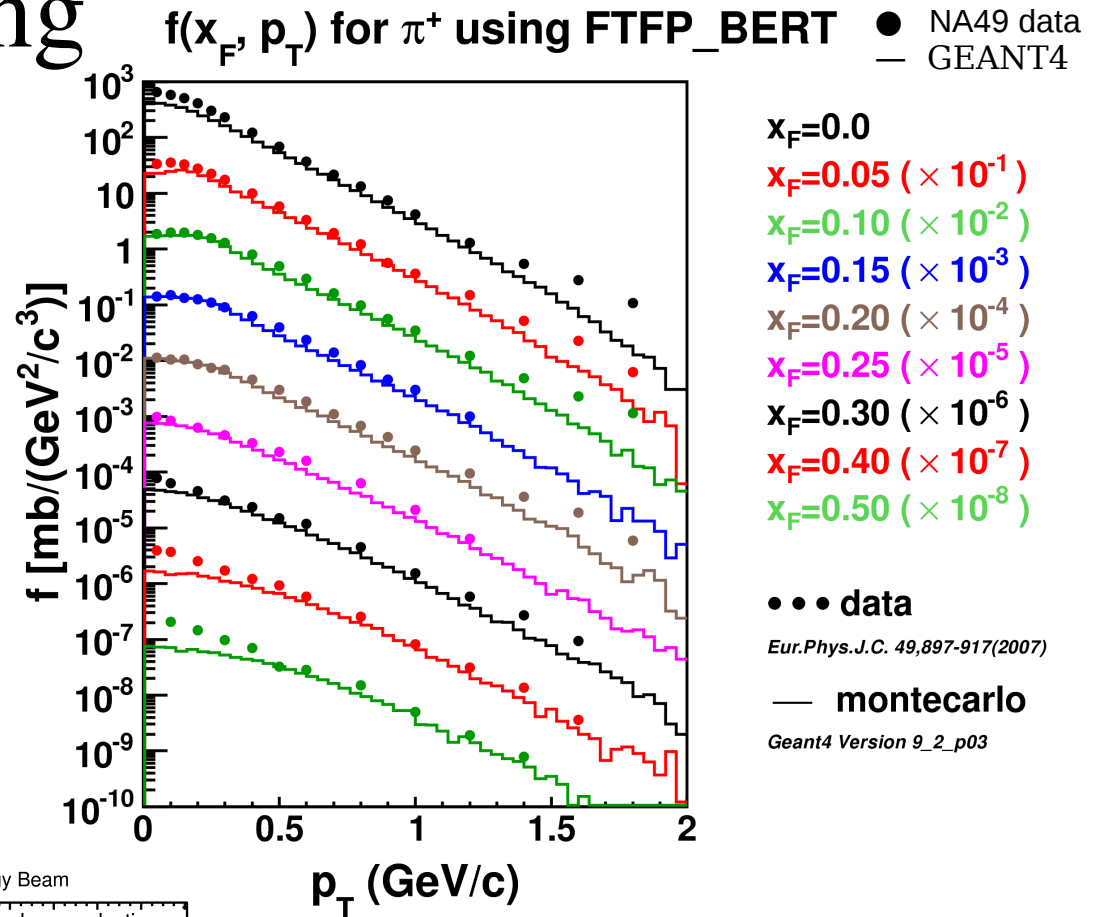 ng
f(x_F, p_T) for π⁺ using FTFP_BERT
● NA49 data
— GEANT4
10³
10²
10
1
10⁻¹
10⁻²
10⁻³
10⁻⁴
10⁻⁵
10⁻⁶
10⁻⁷
10⁻⁸
10⁻⁹
10⁻¹⁰
f [mb/(GeV²/c³)]
0 0.5 1 1.5 2
p_T (GeV/c)
x_F=0.0
x_F=0.05 (× 10⁻¹)
x_F=0.10 (× 10⁻²)
x_F=0.15 (× 10⁻³)
x_F=0.20 (× 10⁻⁴)
x_F=0.25 (× 10⁻⁵)
x_F=0.30 (× 10⁻⁶)
x_F=0.40 (× 10⁻⁷)
x_F=0.50 (× 10⁻⁸)
••• data
Eur.Phys.J.C. 49,897-917(2007)
— montecarlo
Geant4 Version 9_2_p03
y Beam